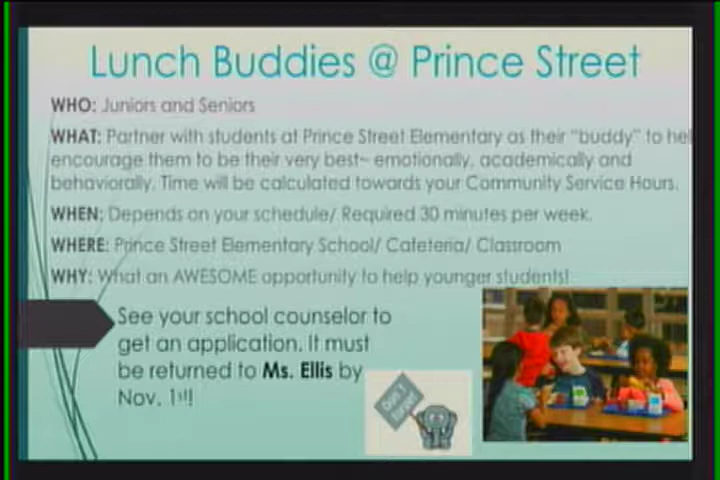 Lunch Buddies @ Prince Street
WHO: Juniors and Seniors
WHAT: Partner with students at Prince Street Elementary as their “buddy” to hel
encourage them to be their very best~ emotionally, academically and
behaviorally. Time will be calculated towards your Community Service Hours.
WHEN: Depends on your schedule/ Required 30 minutes per week.
WHERE: Prince Street Elementary School/ Cafeteria/ Classroom
WHY: What an AWESOME opportunity to help younger students!
See your school counselor to
get an application. It must
be returned to Ms. Ellis by
Nov. 1st!
Don't
forget